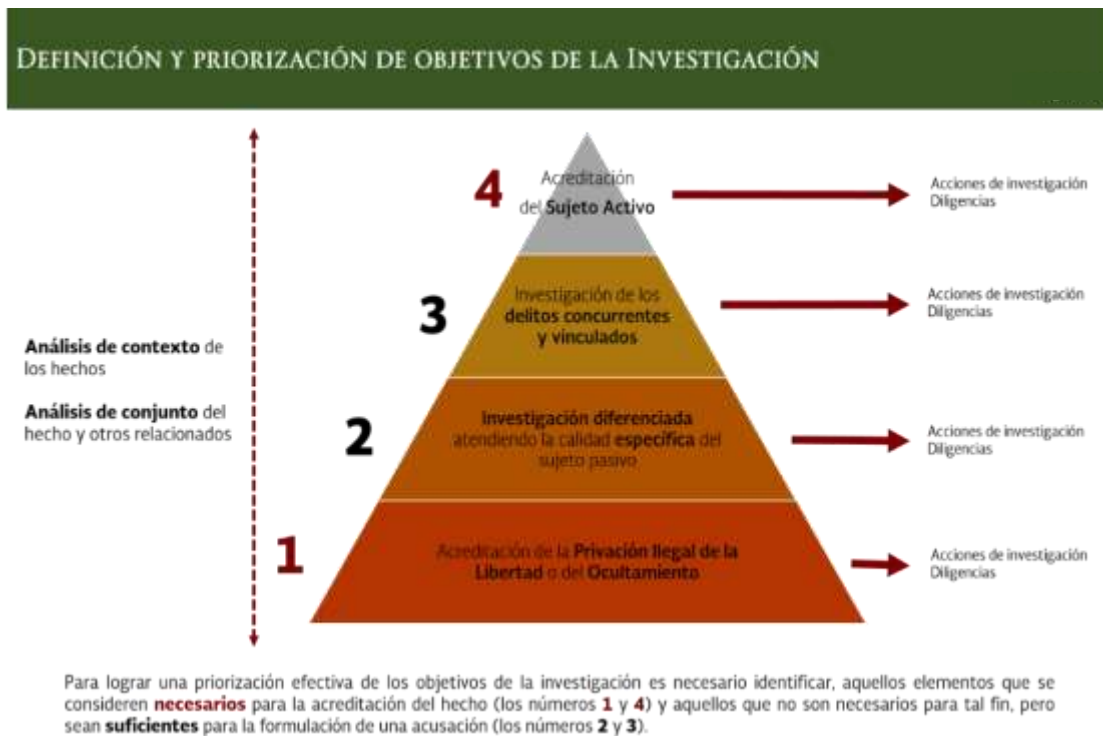 DEFINICIÓN Y PRIORIZACIÓN DE OBJETIVOS DE LA INVESTIGACIÓN
4
Acreditación
del Sujeto Activo
Acciones de investigación
Diligencias
3
Investigación de los
delitos concurrentes
y vinculados
Acciones de investigación
Diligencias
Análisis de contexto de
los hechos
Análisis de conjunto del
hecho y otros relacionados
2
Investigación diferenciada
atendiendo la calidad específica del
sujeto pasivo
Acciones de investigación
Diligencias
1
Acreditación de la Privación Ilegal de la
Libertad o del Ocultamiento
Acciones de investigación
Diligencias
Para lograr una priorización efectiva de los objetivos de la investigación es necesario identificar, aquellos elementos que se
consideren necesarios para la acreditación del hecho (los números 1 y 4) y aquellos que no son necesarios para tal fin, pero
sean suficientes para la formulación de una acusación (los números 2 y 3).